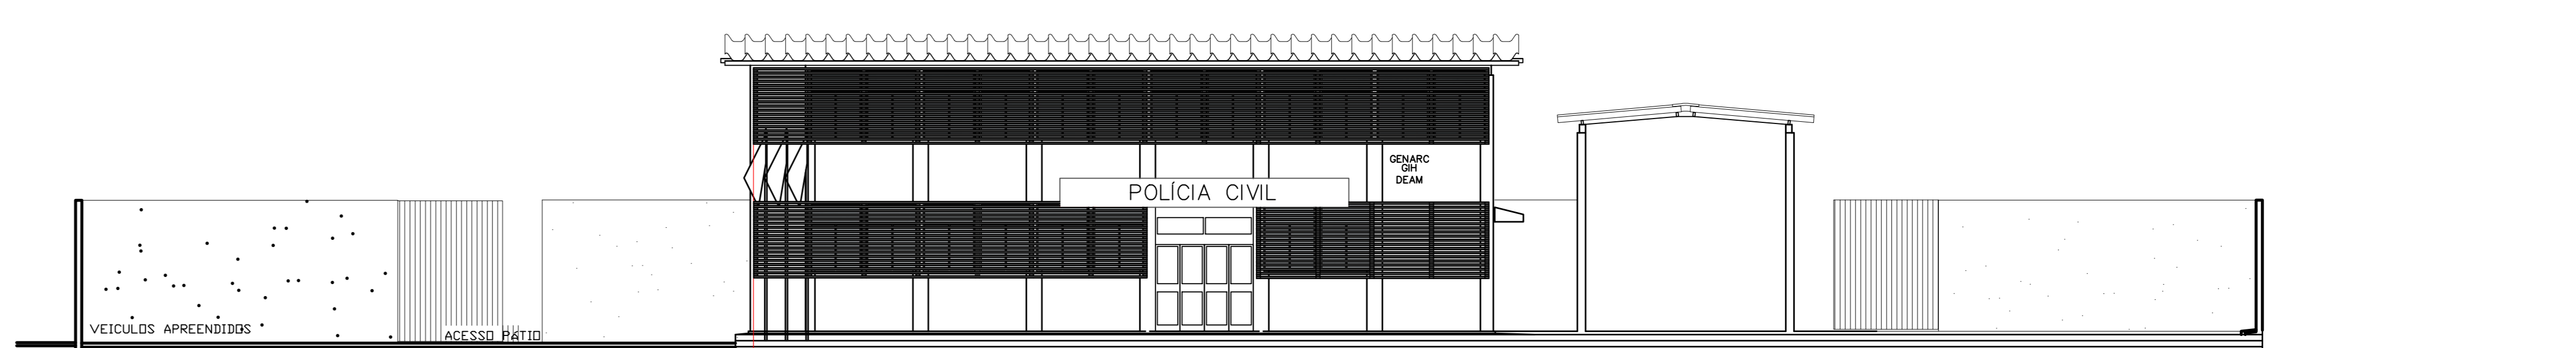 GENARC
GIH
DEAM
POLÍCIA CIVIL
VEICULOS APREENDIDOS
ACESSO PÁTIO